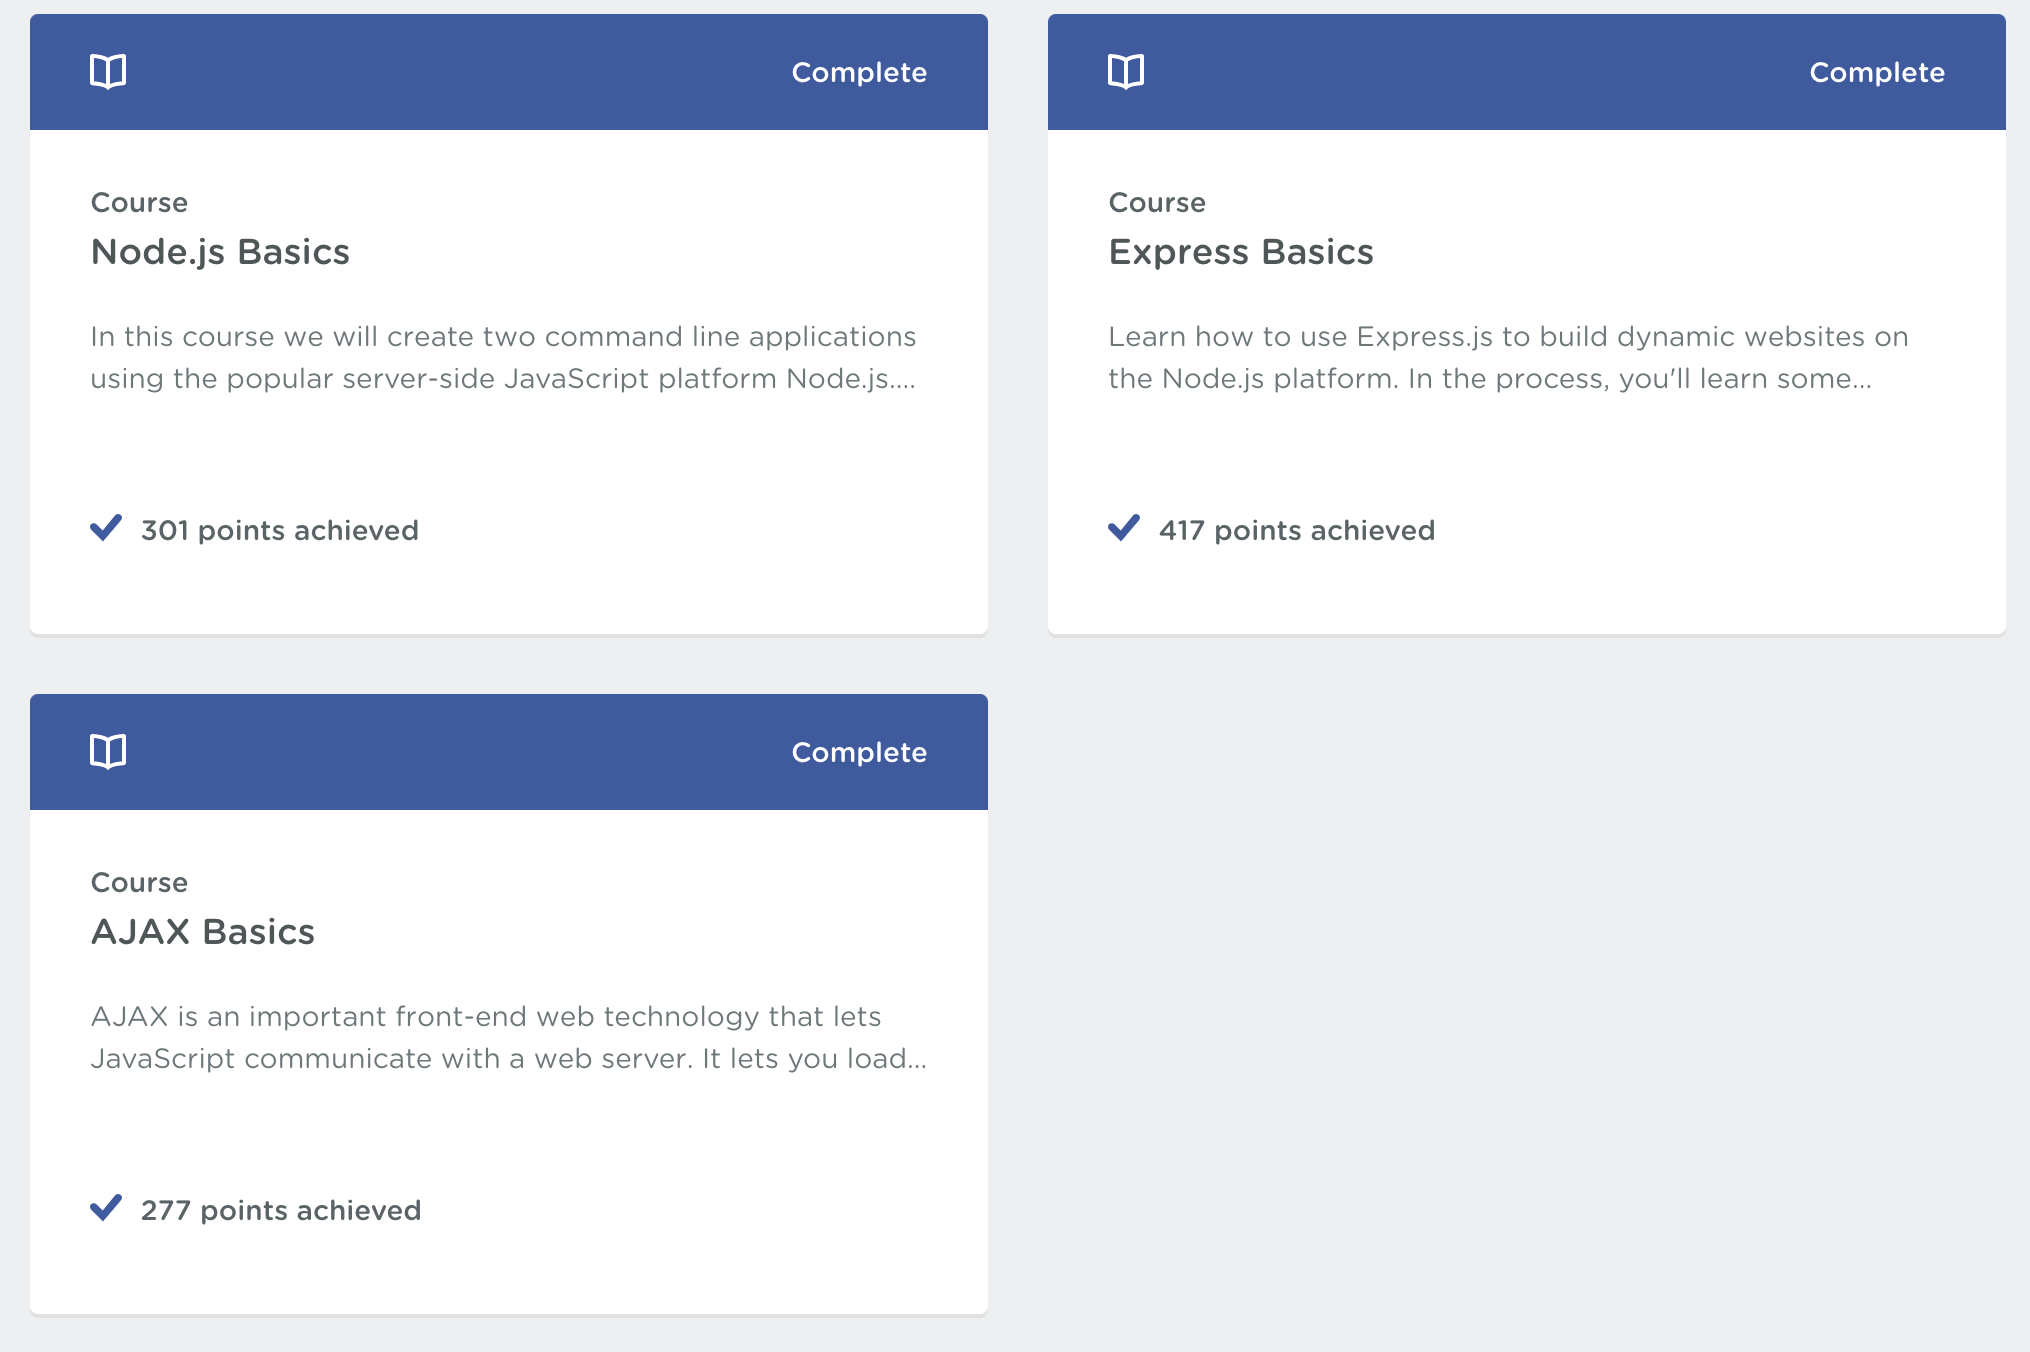 Complete
Course
Node.js Basics
In this course we will create two command line applications
using the popular server-side JavaScript platform Node.js....
301 points achieved
Complete
Course
Express Basics
Learn how to use Express.js to build dynamic websites on
the Node.js platform. In the process, you'll learn some...
417 points achieved
Complete
Course
AJAX Basics
AJAX is an important front-end web technology that lets
JavaScript communicate with a web server. It lets you load...
277 points achieved